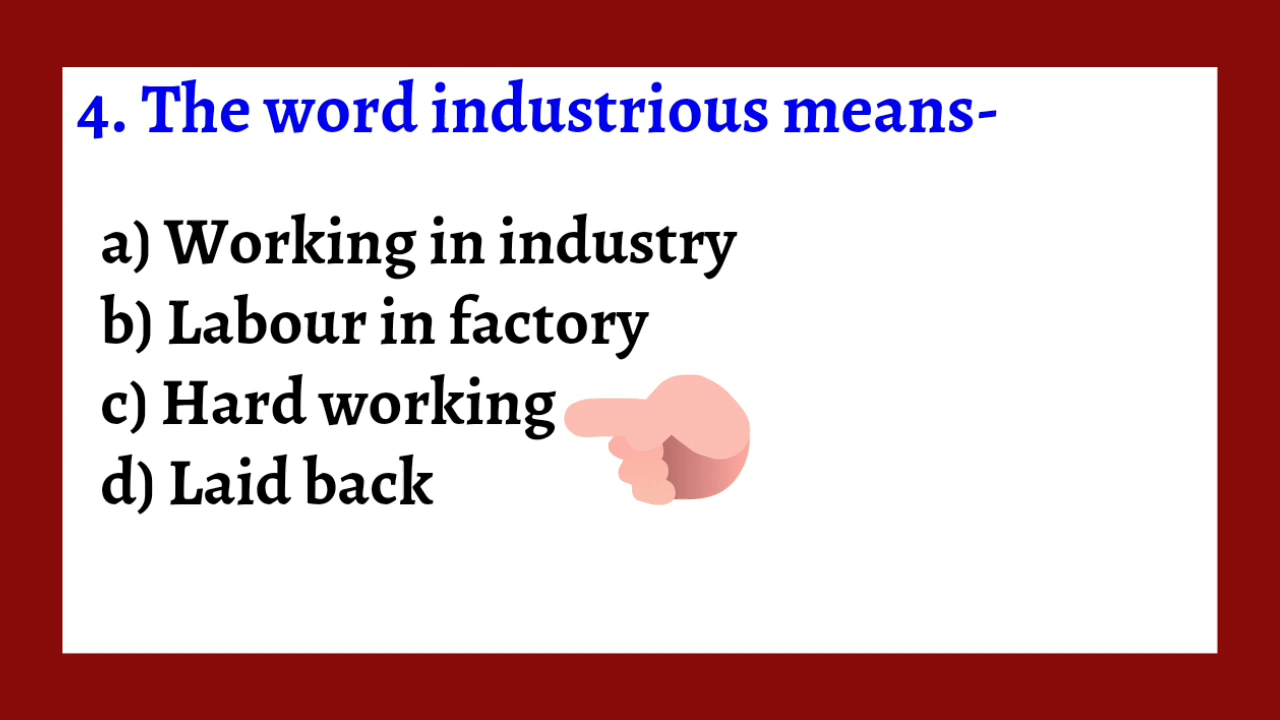 4. The word industrious means-
a) Working in industry
b) Labour in factory
c) Hard working
d) Laid back